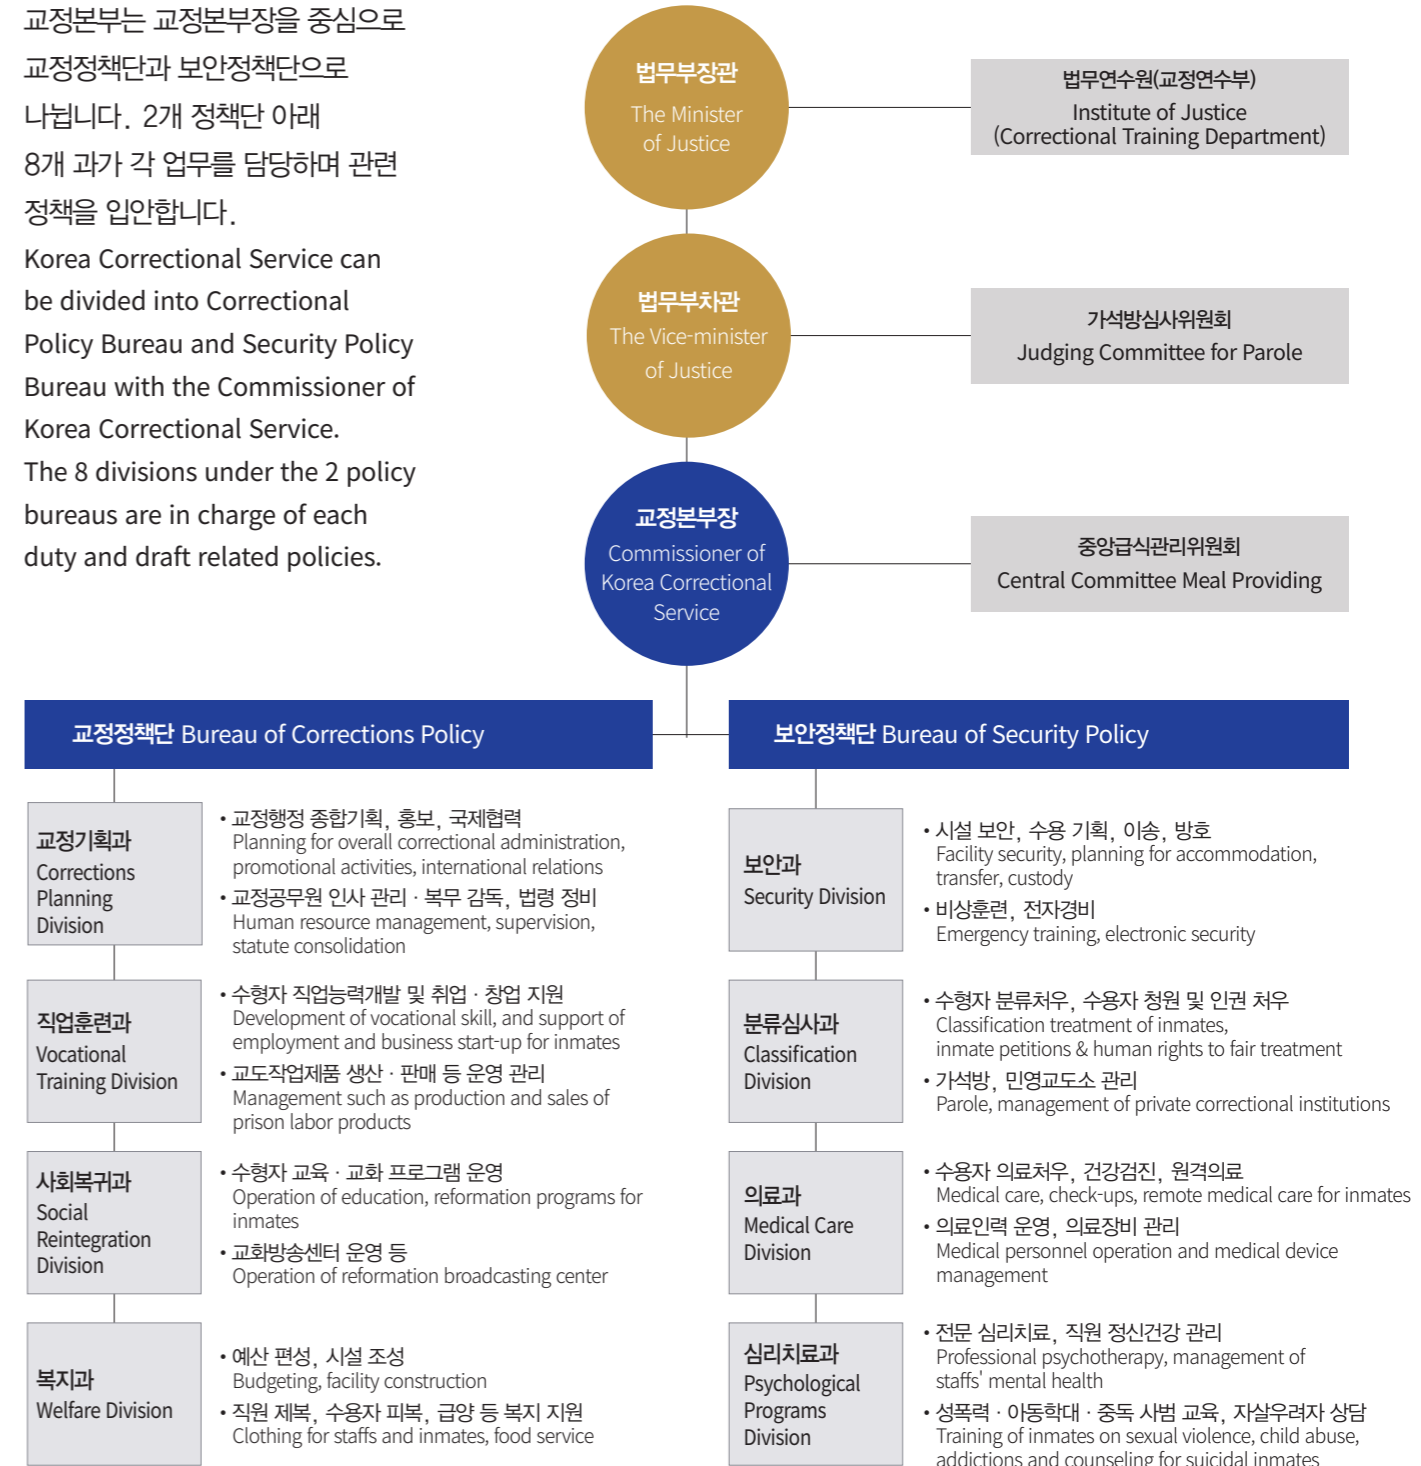 교정본부는 교정본부장을 중심으로
교정정책단과 보안정책단으로
나뉩니다. 2개 정책단 아래
8개 과가 각 업무를 담당하며 관련
정책을 입안합니다.
Korea Correctional Service can
be divided into Correctional
Policy Bureau and Security Policy
Bureau with the Commissioner of
Korea Correctional Service.
The 8 divisions under the 2 policy
bureaus are in charge of each
duty and draft related policies.
법무부장관
The Minister
of Justice
법무연수원(교정연수부)
Institute of Justice
(Correctional Training Department)
법무부차관
The Vice-minister
of Justice
가석방심사위원회
Judging Committee for Parole
교정본부장
Commissioner of
Korea Correctional
Service
중앙급식관리위원회
Central Committee Meal Providing
교정정책단 Bureau of Corrections Policy
교정기획과
Corrections
Planning
Division
• 교정행정 종합기획, 홍보, 국제협력
Planning for overall correctional administration,
promotional activities, international relations
• 교정공무원 인사 관리 · 복무 감독, 법령 정비
Human resource management, supervision,
statute consolidation
직업훈련과
Vocational
Training Division
• 수형자 직업능력개발 및 취업 · 창업 지원
Development of vocational skill, and support of
employment and business start-up for inmates
• 교도작업제품 생산 · 판매 등 운영 관리
Management such as production and sales of
prison labor products
사회복귀과
Social
Reintegration
Division
• 수형자 교육 · 교화 프로그램 운영
Operation of education, reformation programs for
inmates
• 교화방송센터 운영 등
Operation of reformation broadcasting center
복지과
Welfare Division
• 예산 편성, 시설 조성
Budgeting, facility construction
• 직원 제복, 수용자 피복, 급양 등 복지 지원
Clothing for staffs and inmates, food service
보안정책단 Bureau of Security Policy
보안과
Security Division
• 시설 보안, 수용 기획, 이송, 방호
Facility security, planning for accommodation,
transfer, custody
• 비상훈련, 전자경비
Emergency training, electronic security
분류심사과
Classification
Division
• 수형자 분류처우, 수용자 청원 및 인권 처우
Classification treatment of inmates,
inmate petitions & human rights to fair treatment
• 가석방, 민영교도소 관리
Parole, management of private correctional institutions
의료과
Medical Care
Division
• 수용자 의료처우, 건강검진, 원격의료
Medical care, check-ups, remote medical care for inmates
• 의료인력 운영, 의료장비 관리
Medical personnel operation and medical device
management
심리치료과
Psychological
Programs
Division
• 전문 심리치료, 직원 정신건강 관리
Professional psychotherapy, management of
staffs' mental health
• 성폭력 · 아동학대 · 중독 사범 교육, 자살우려자 상담
Training of inmates on sexual violence, child abuse,
addictions and counseling for suicidal inmates